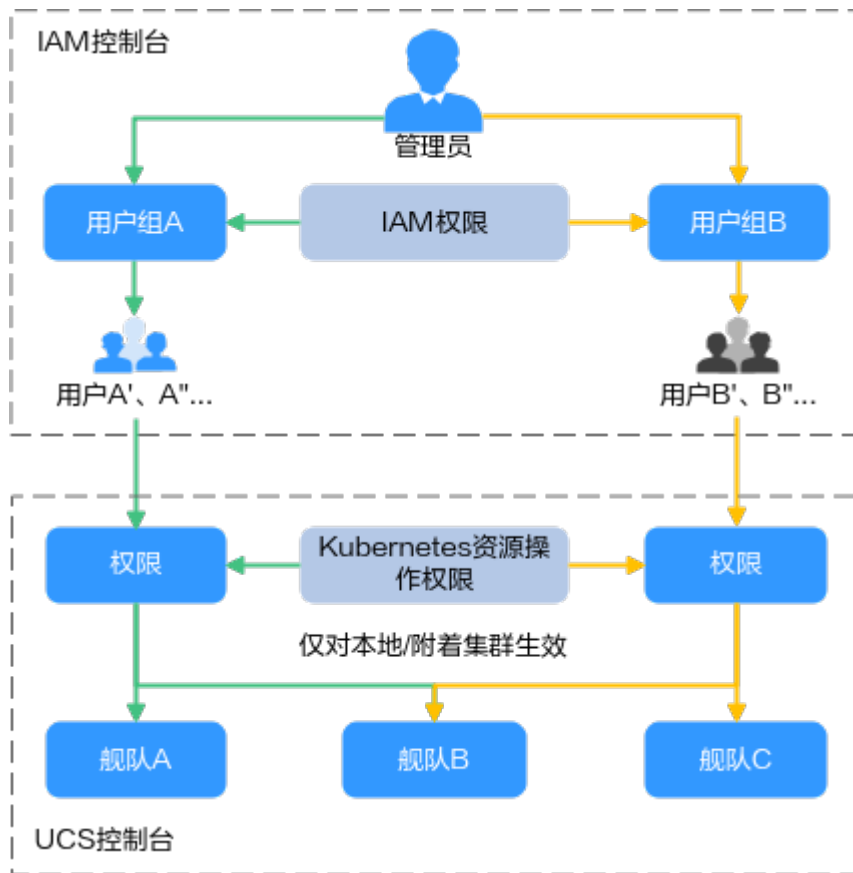 IAM控制台
管理员
用户组A
IAM权限
用户组B
用户A'、A"...
用户B'、B"...
权限
Kubernetes资源操
作权限
权限
仅对本地/附着集群生效
舰队A
舰队B
舰队C
UCS控制台